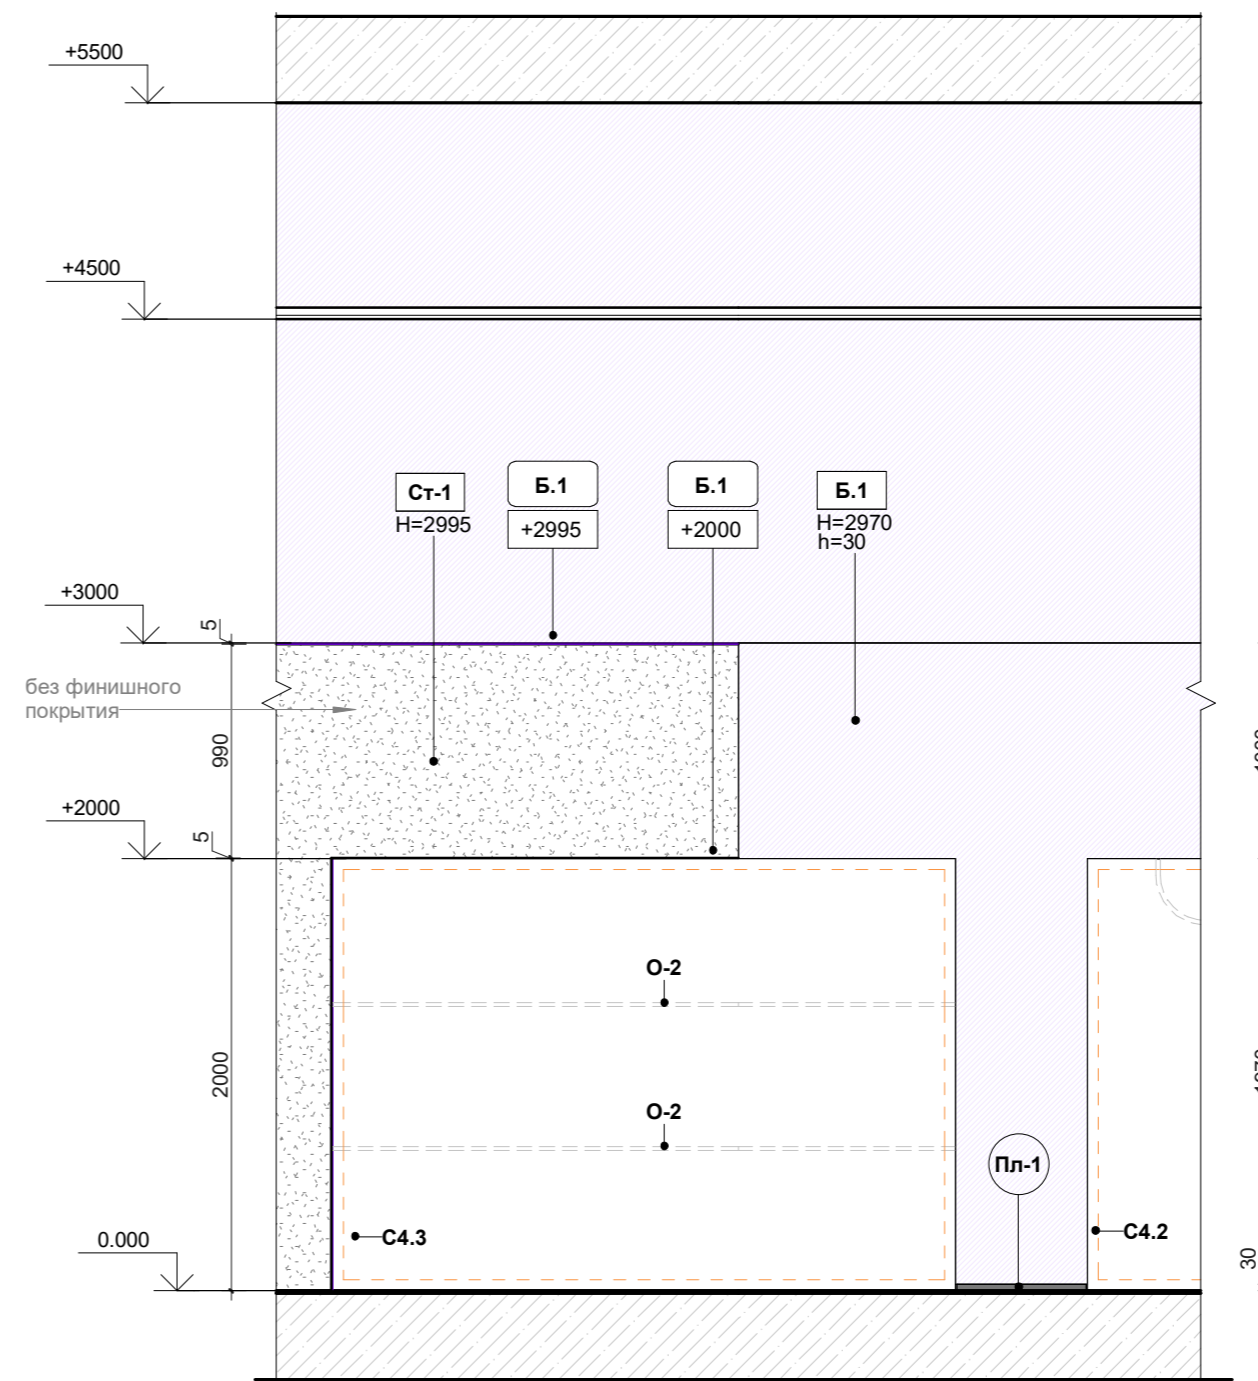 +5500
+4500
Ст-1
H=2995
Б.1
+2995
Б.1
+2000
Б.1
H=2970
h=30
+3000
5
без финишного
покрытия
990
+2000
5
О-2
2000
О-2
Пл-1
С4.3
С4.2
0.000
30